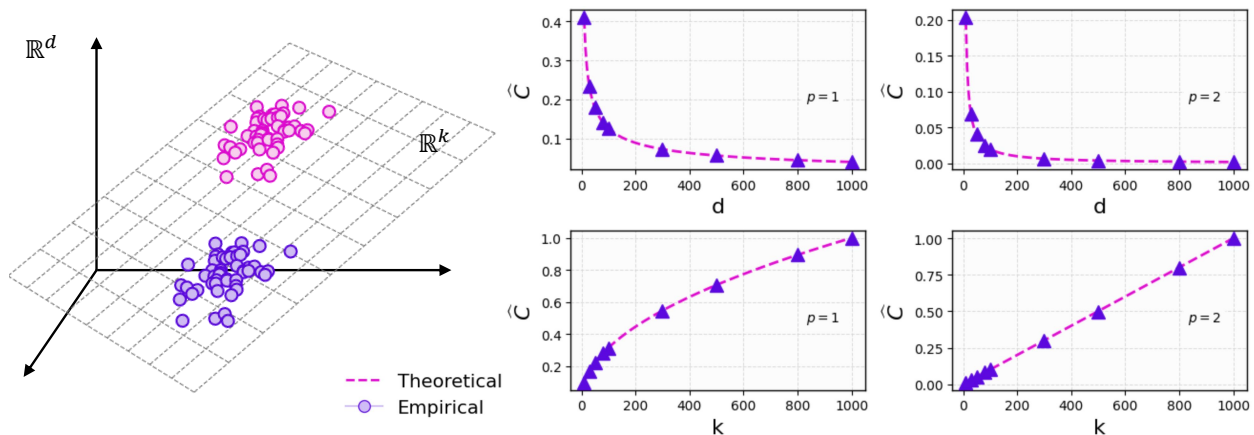 ℝᵈ
ℝᵏ
Theoretical
Empirical
0.4
0.3
0.2
0.1
Ĉ
p = 1
0 200 400 600 800 1000
d
0.20
0.15
0.10
0.05
0.00
Ĉ
p = 2
0 200 400 600 800 1000
d
1.0
0.8
0.6
0.4
0.2
Ĉ
p = 1
0 200 400 600 800 1000
k
1.00
0.75
0.50
0.25
0.00
Ĉ
p = 2
0 200 400 600 800 1000
k